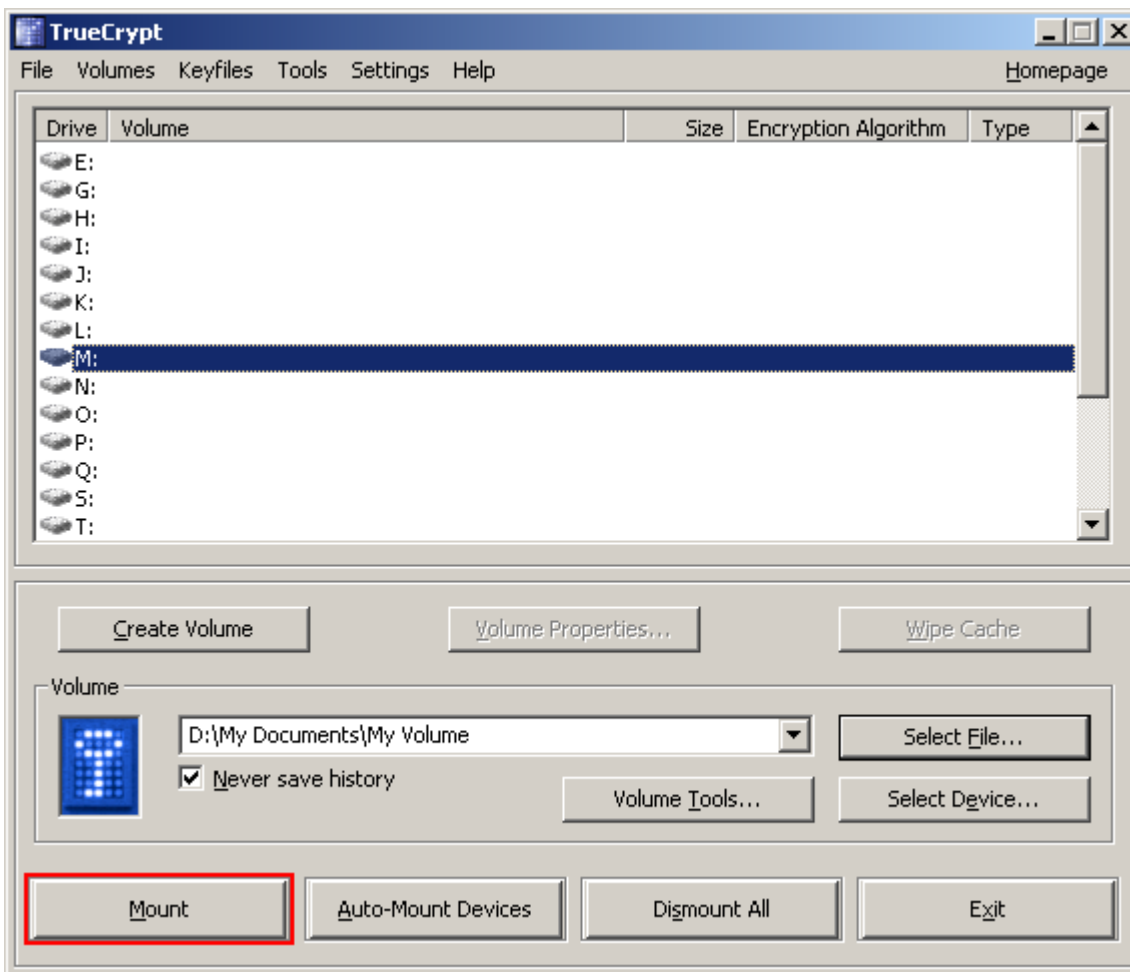 TrueCrypt
File Volumes Keyfiles Tools Settings Help Homepage
Drive Volume Size Encryption Algorithm Type
E:
G:
H:
I:
J:
K:
L:
M:
N:
O:
P:
Q:
S:
T:
Create Volume Volume Properties... Wipe Cache
Volume
D:\My Documents\My Volume Select File...
Never save history
Volume Tools... Select Device...
Mount Auto-Mount Devices Dismount All Exit